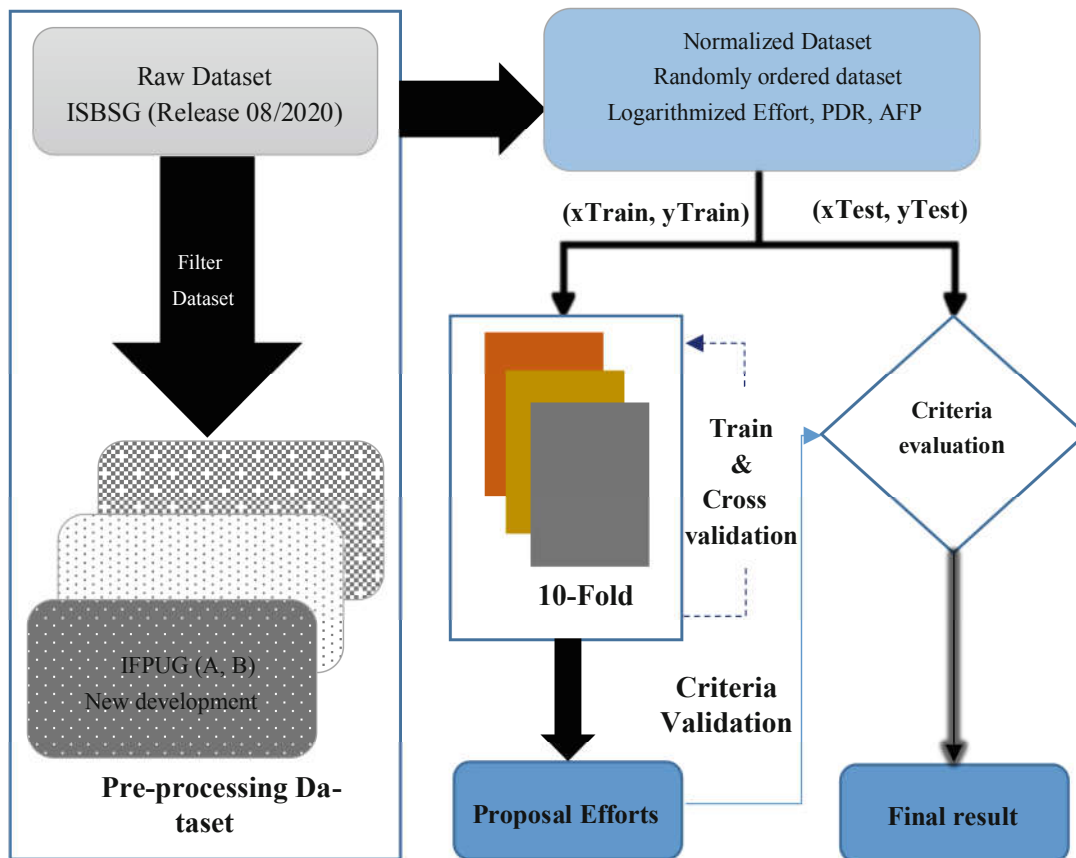 Raw Dataset
ISBSG (Release 08/2020)
Filter
Dataset
IFPUG (A, B)
New development
Pre-processing Da-
taset
Normalized Dataset
Randomly ordered dataset
Logarithmized Effort, PDR, AFP
(xTrain, yTrain)
(xTest, yTest)
10-Fold
Train
&
Cross
validation
Criteria
evaluation
Criteria
Validation
Proposal Efforts
Final result